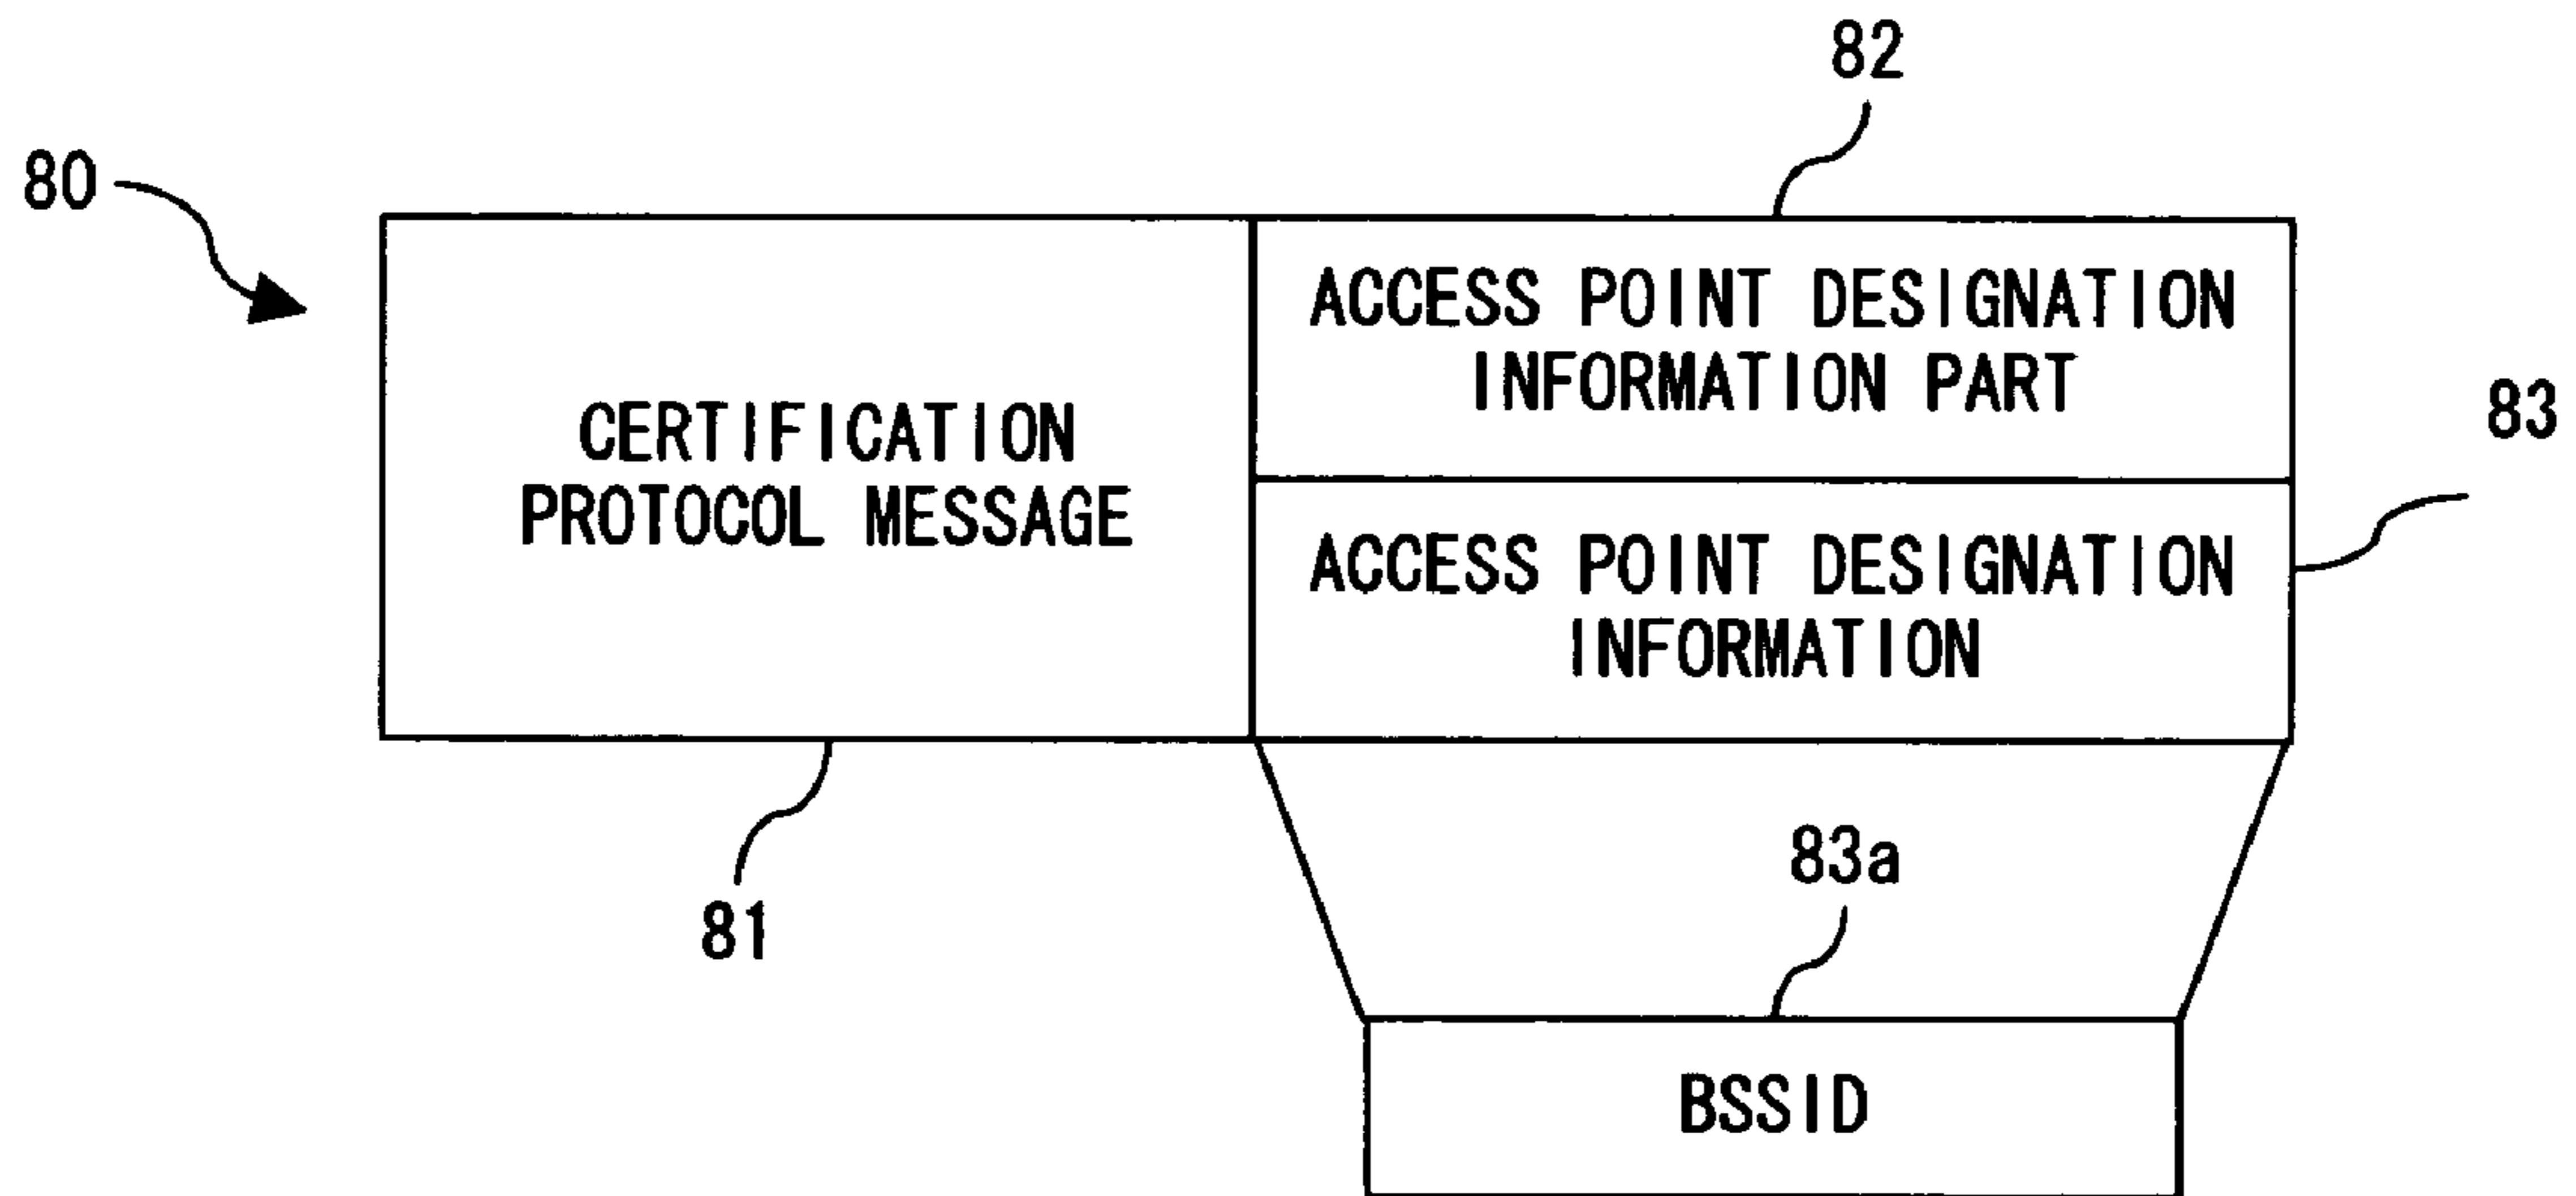 82
80
ACCESS POINT DESIGNATION
INFORMATION PART
83
CERTIFICATION
PROTOCOL MESSAGE
ACCESS POINT DESIGNATION
INFORMATION
83a
81
BSSID